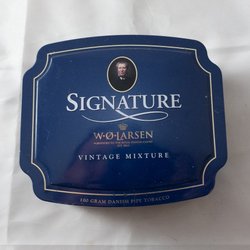 SIGNATURE
W·Ø·LARSEN
VINTAGE MIXTURE
100 GRAM DANISH PIPE TOBACCO